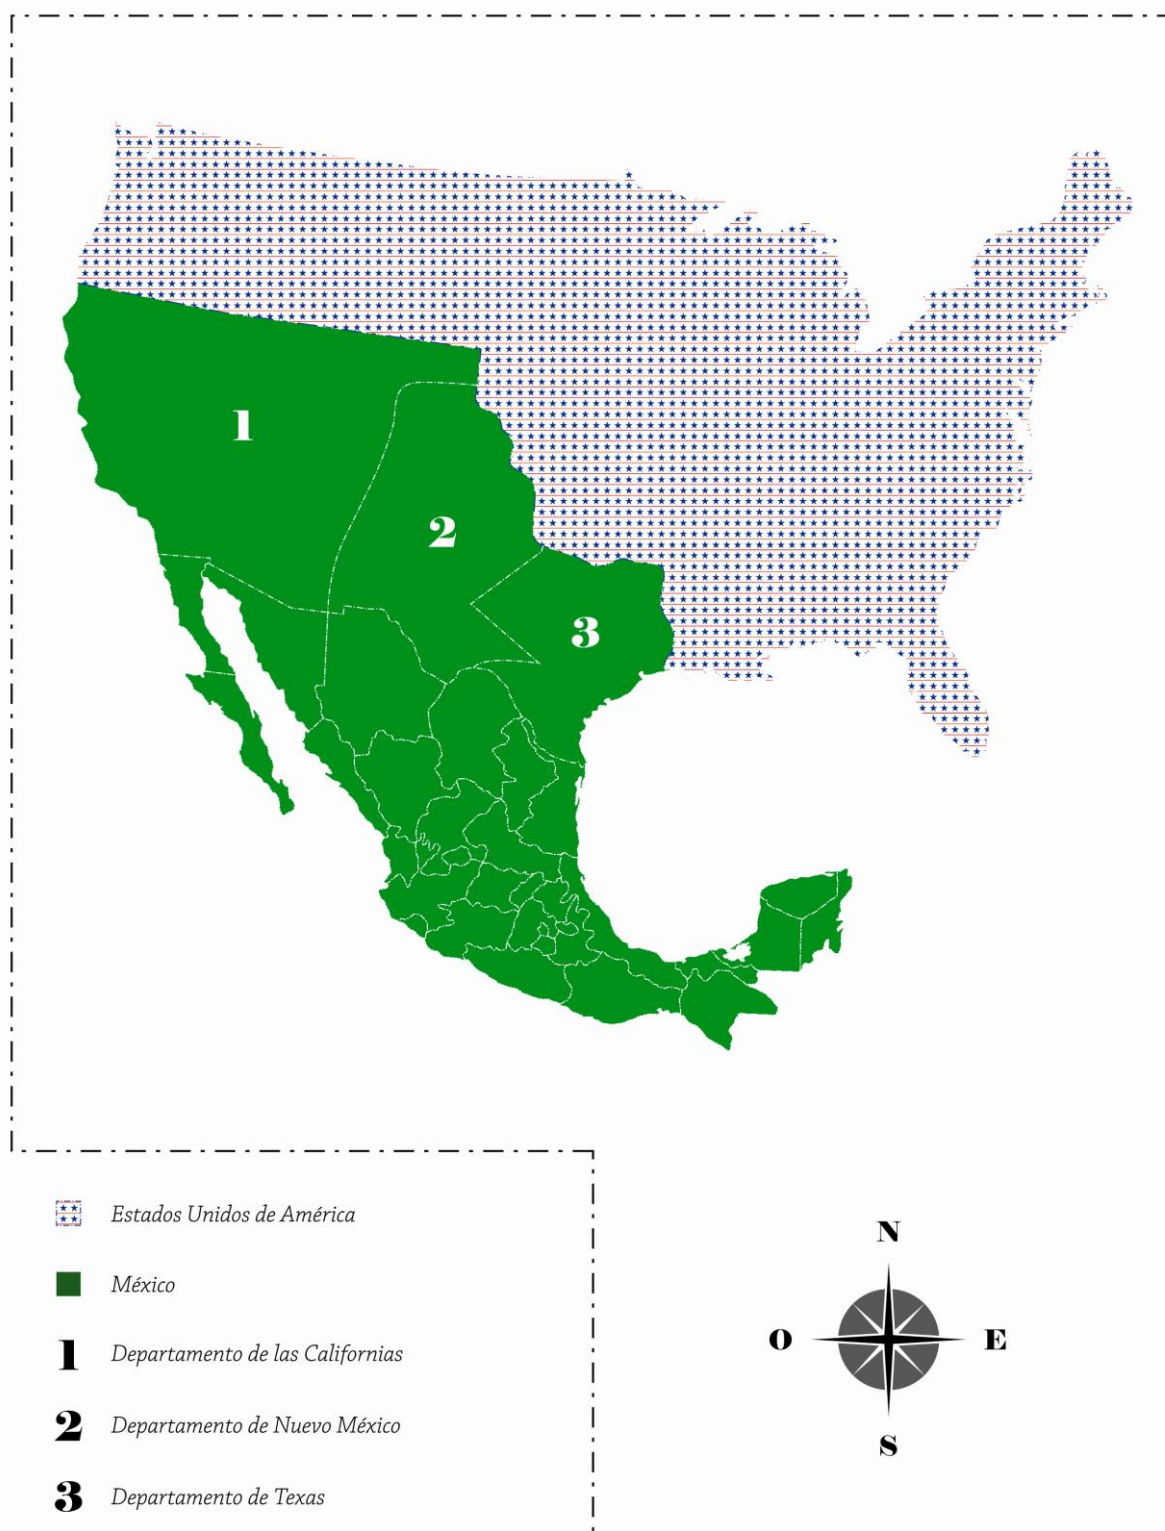 1
2
3
Estados Unidos de América
México
1 Departamento de las Californias
2 Departamento de Nuevo México
3 Departamento de Texas
N
O E
S